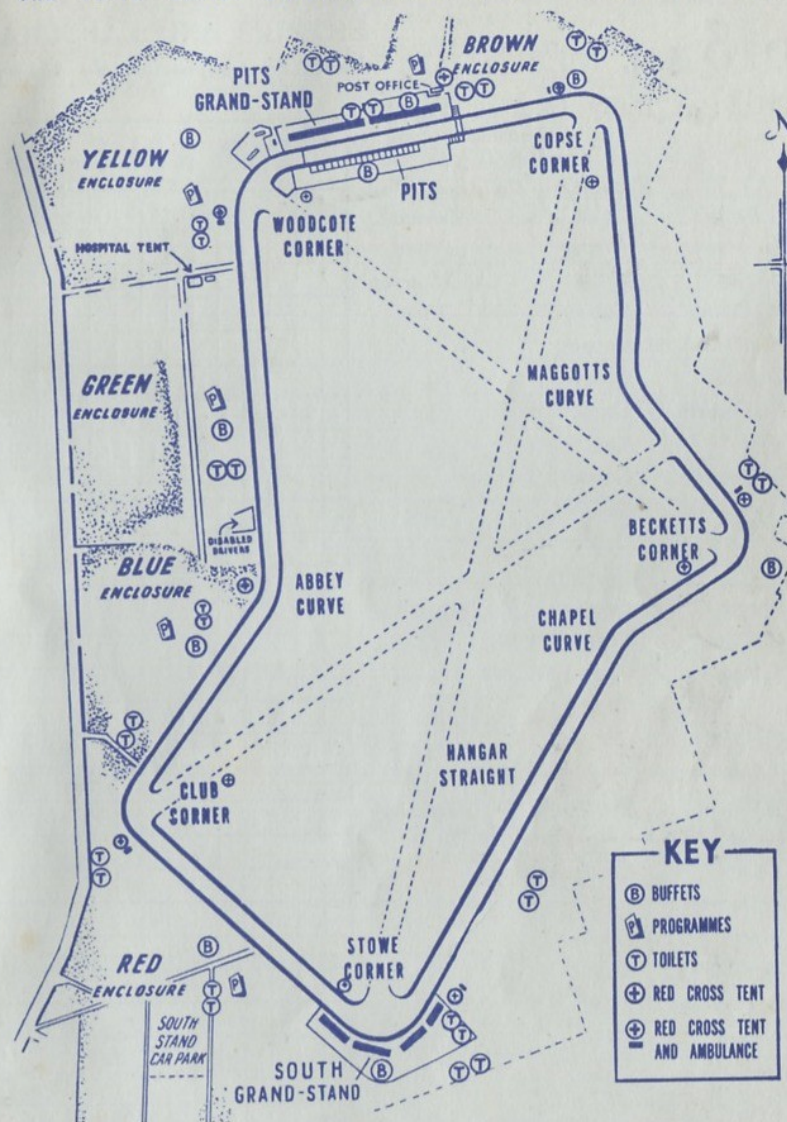 BROWN
ENCLOSURE
PITS
GRAND-STAND
POST OFFICE
YELLOW
ENCLOSURE
COPSE
CORNER
PITS
WOODCOTE
CORNER
HOSPITAL TENT
GREEN
ENCLOSURE
MAGGOTTS
CURVE
DISABLED
DRIVERS
BECKETTS
CORNER
BLUE
ENCLOSURE
ABBEY
CURVE
CHAPEL
CURVE
HANGAR
STRAIGHT
CLUB
CORNER
STOWE
CORNER
RED
ENCLOSURE
SOUTH
STAND
CAR PARK
SOUTH
GRAND-STAND
KEY
B BUFFETS
P PROGRAMMES
T TOILETS
RED CROSS TENT
RED CROSS TENT
AND AMBULANCE